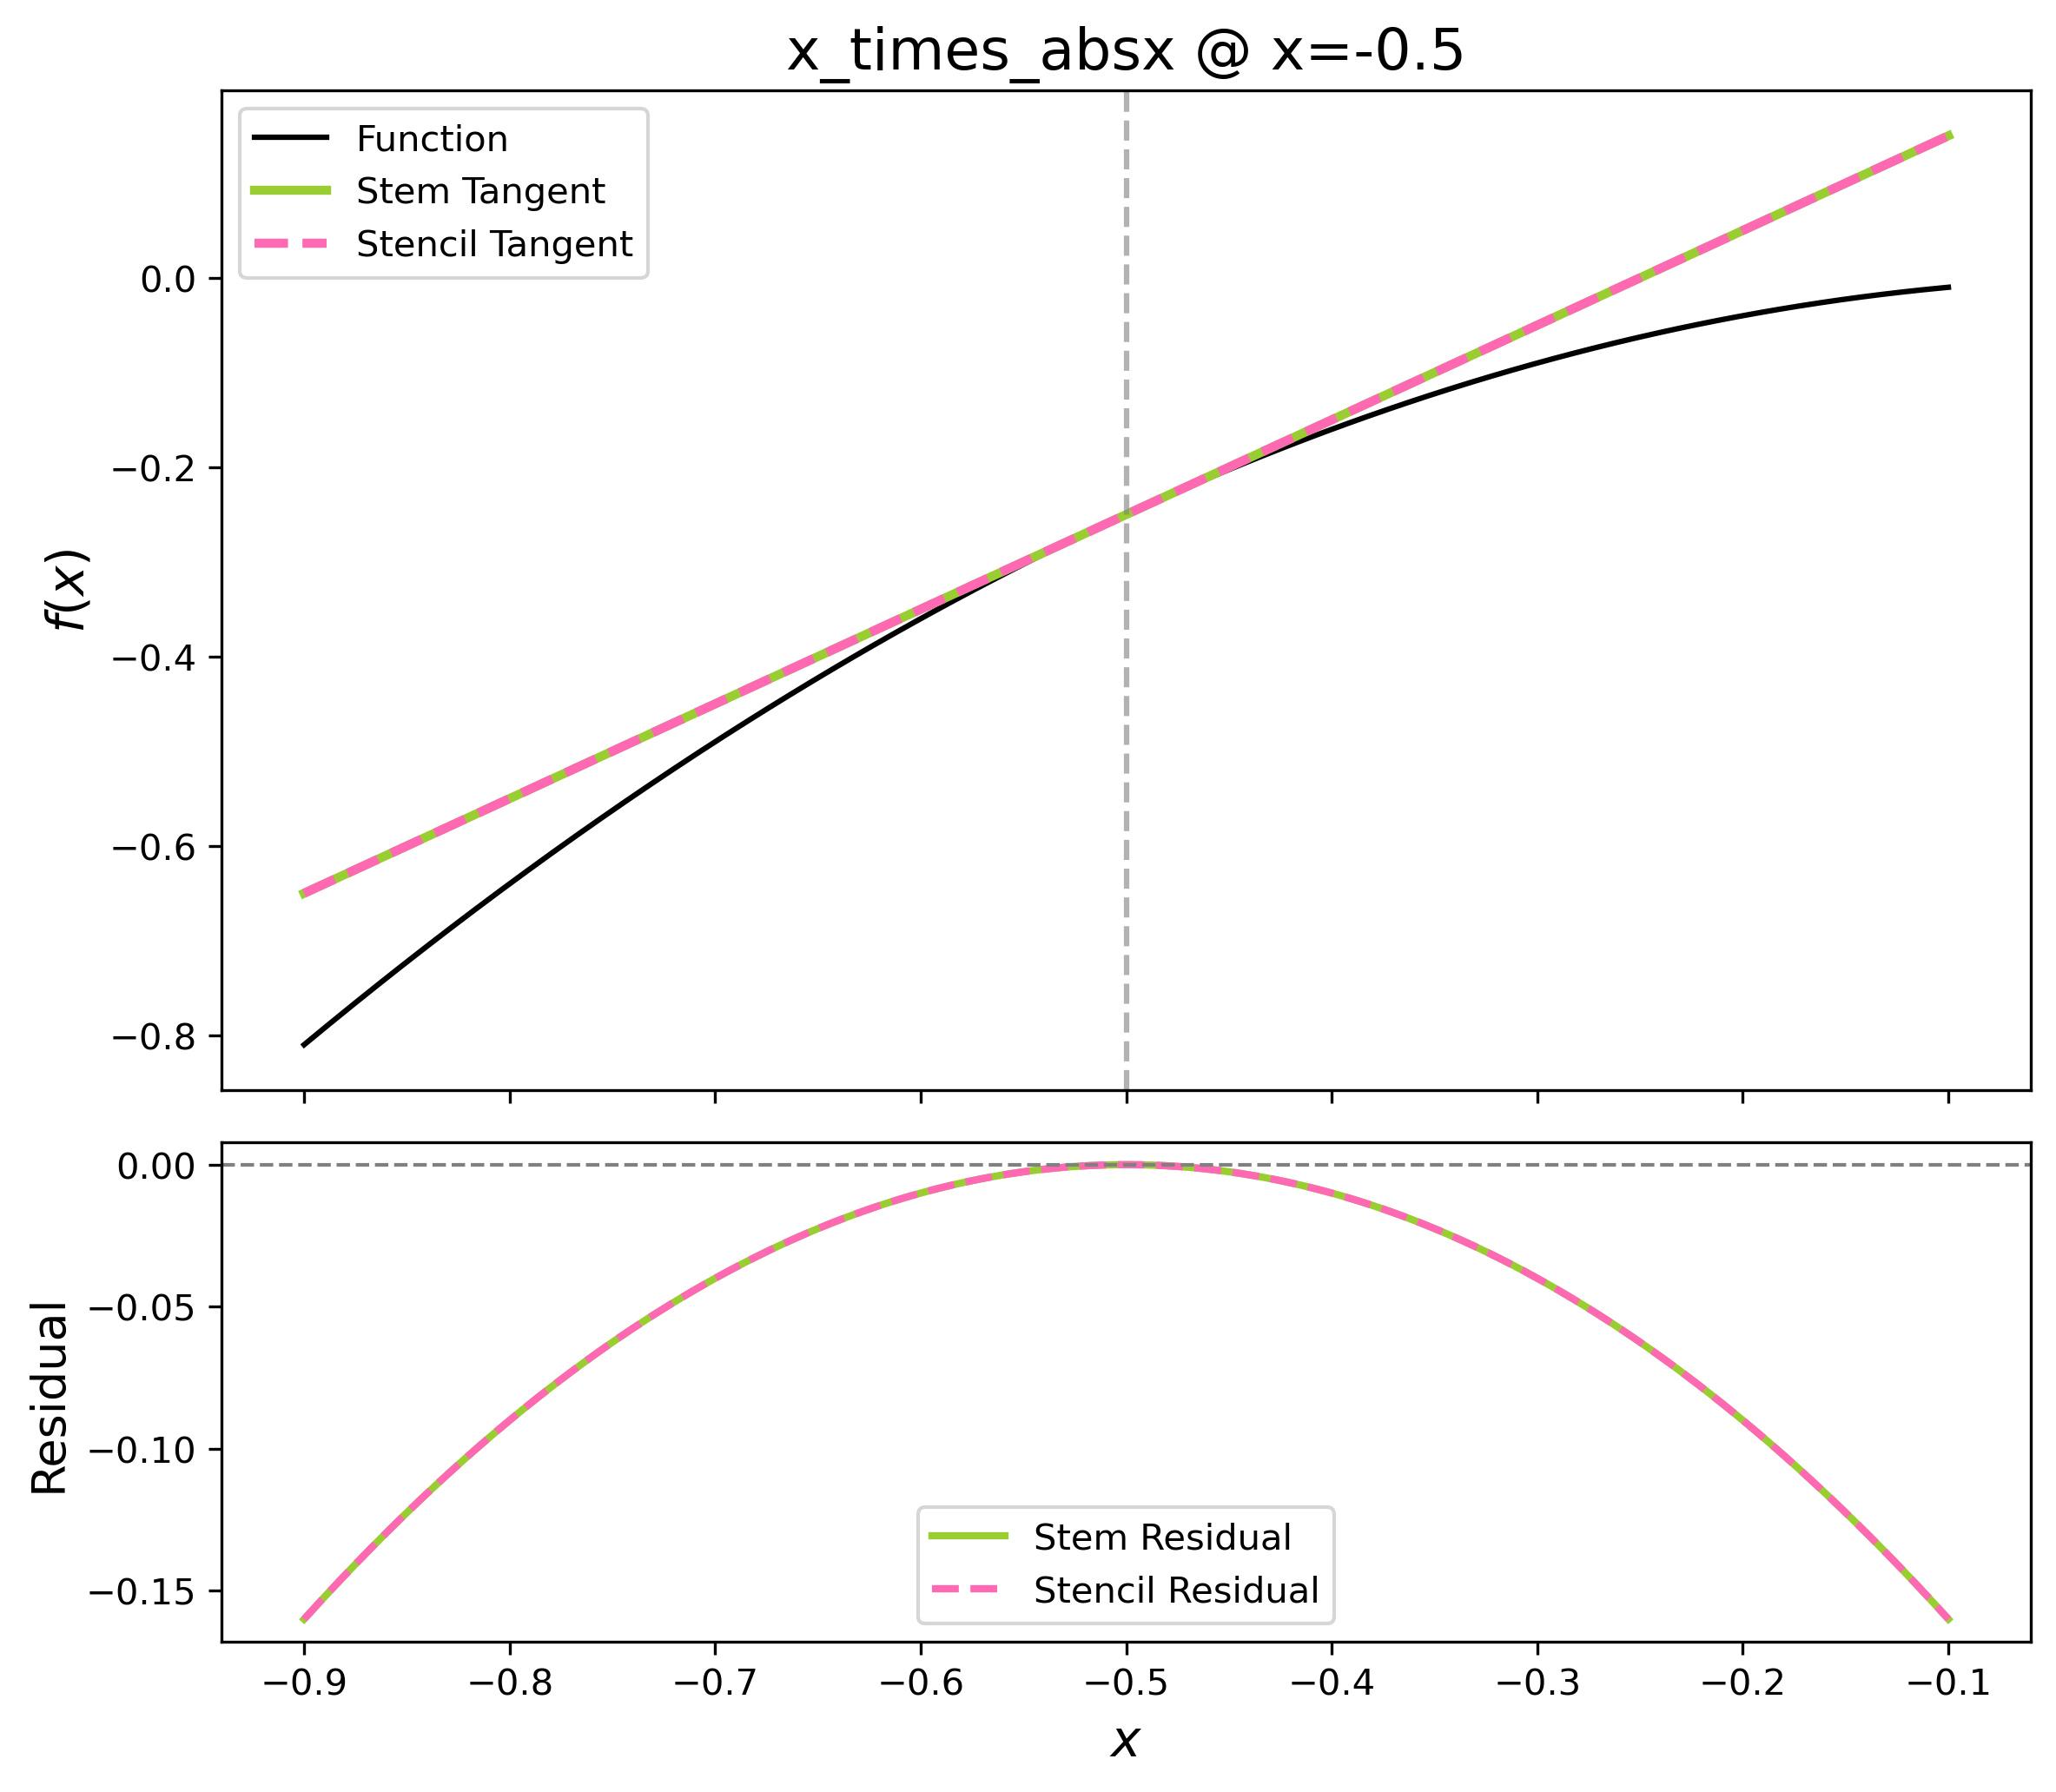 x_times_absx @ x=-0.5
Function
Stem Tangent
Stencil Tangent
0.0
−0.2
−0.4
−0.6
−0.8
f(x)
0.00
−0.05
−0.10
−0.15
Residual
Stem Residual
Stencil Residual
−0.9 −0.8 −0.7 −0.6 −0.5 −0.4 −0.3 −0.2 −0.1
x